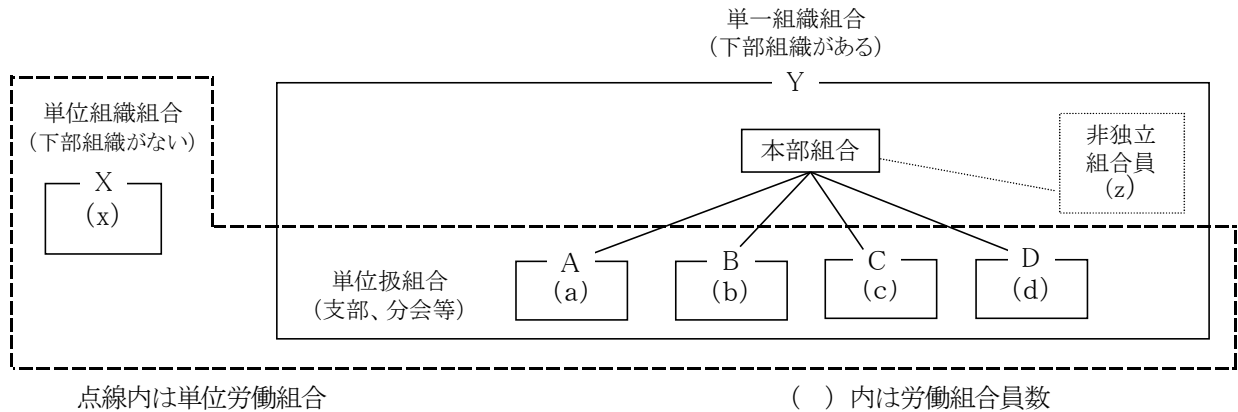 単一組織組合
（下部組織がある）
Y
単位組織組合
（下部組織がない）
X
（x）
本部組合
非独立
組合員
（z）
単位扱組合
（支部、分会等）
A
（a）
B
（b）
C
（c）
D
（d）
点線内は単位労働組合
（　）内は労働組合員数